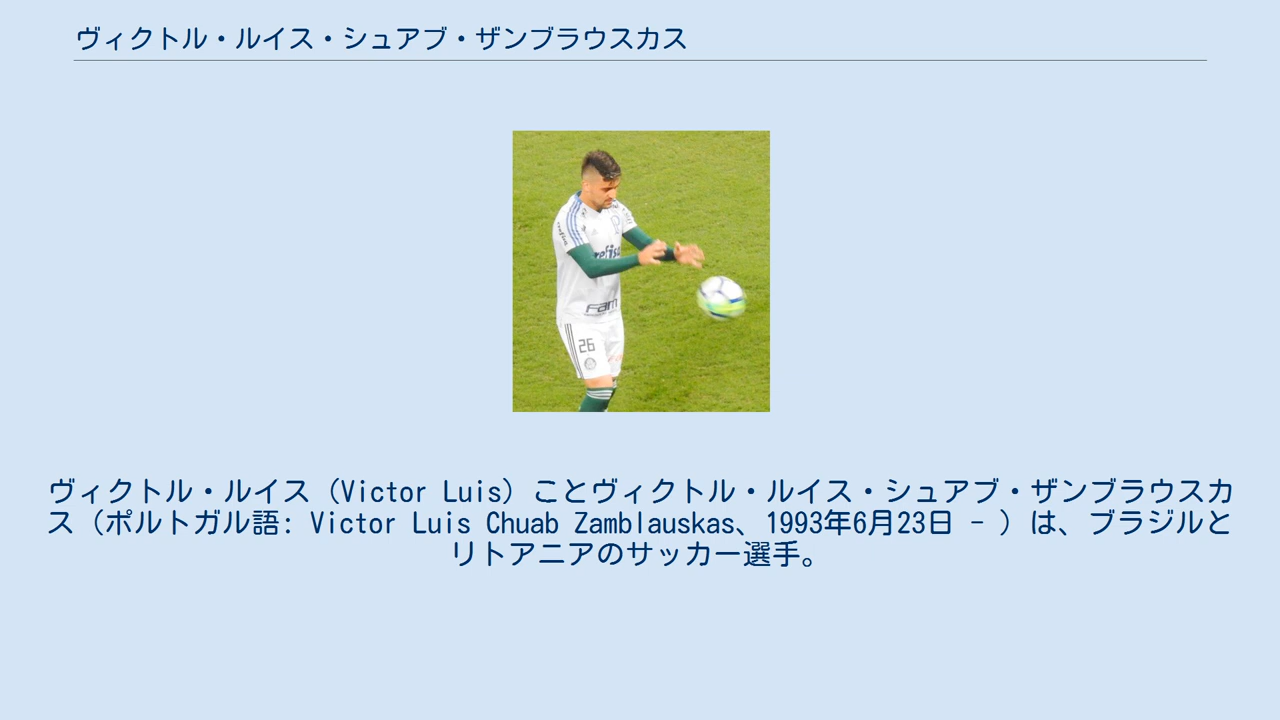 ヴィクトル・ルイス・シュアブ・ザンブラウスカス
refisa
FAM
26
ヴィクトル・ルイス（Victor Luis）ことヴィクトル・ルイス・シュアブ・ザンブラウスカ
ス（ポルトガル語: Victor Luis Chuab Zamblauskas、1993年6月23日 - ）は、ブラジルと
リトアニアのサッカー選手。